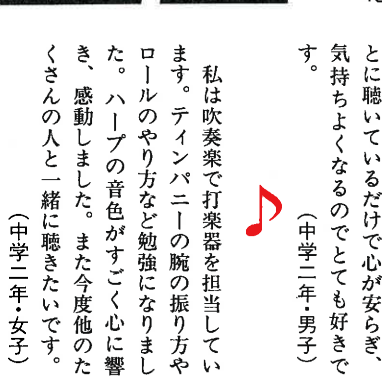 とに聴いているだけで心が安らぎ、
気持ちよくなるのでとても好きで
す。
（中学二年・男子）
私は吹奏楽で打楽器を担当してい
ます。ティンパニーの腕の振り方や
ロールのやり方など勉強になりまし
た。ハープの音色がすごく心に響
き、感動しました。また今度他のた
くさんの人と一緒に聴きたいです。
（中学二年・女子）